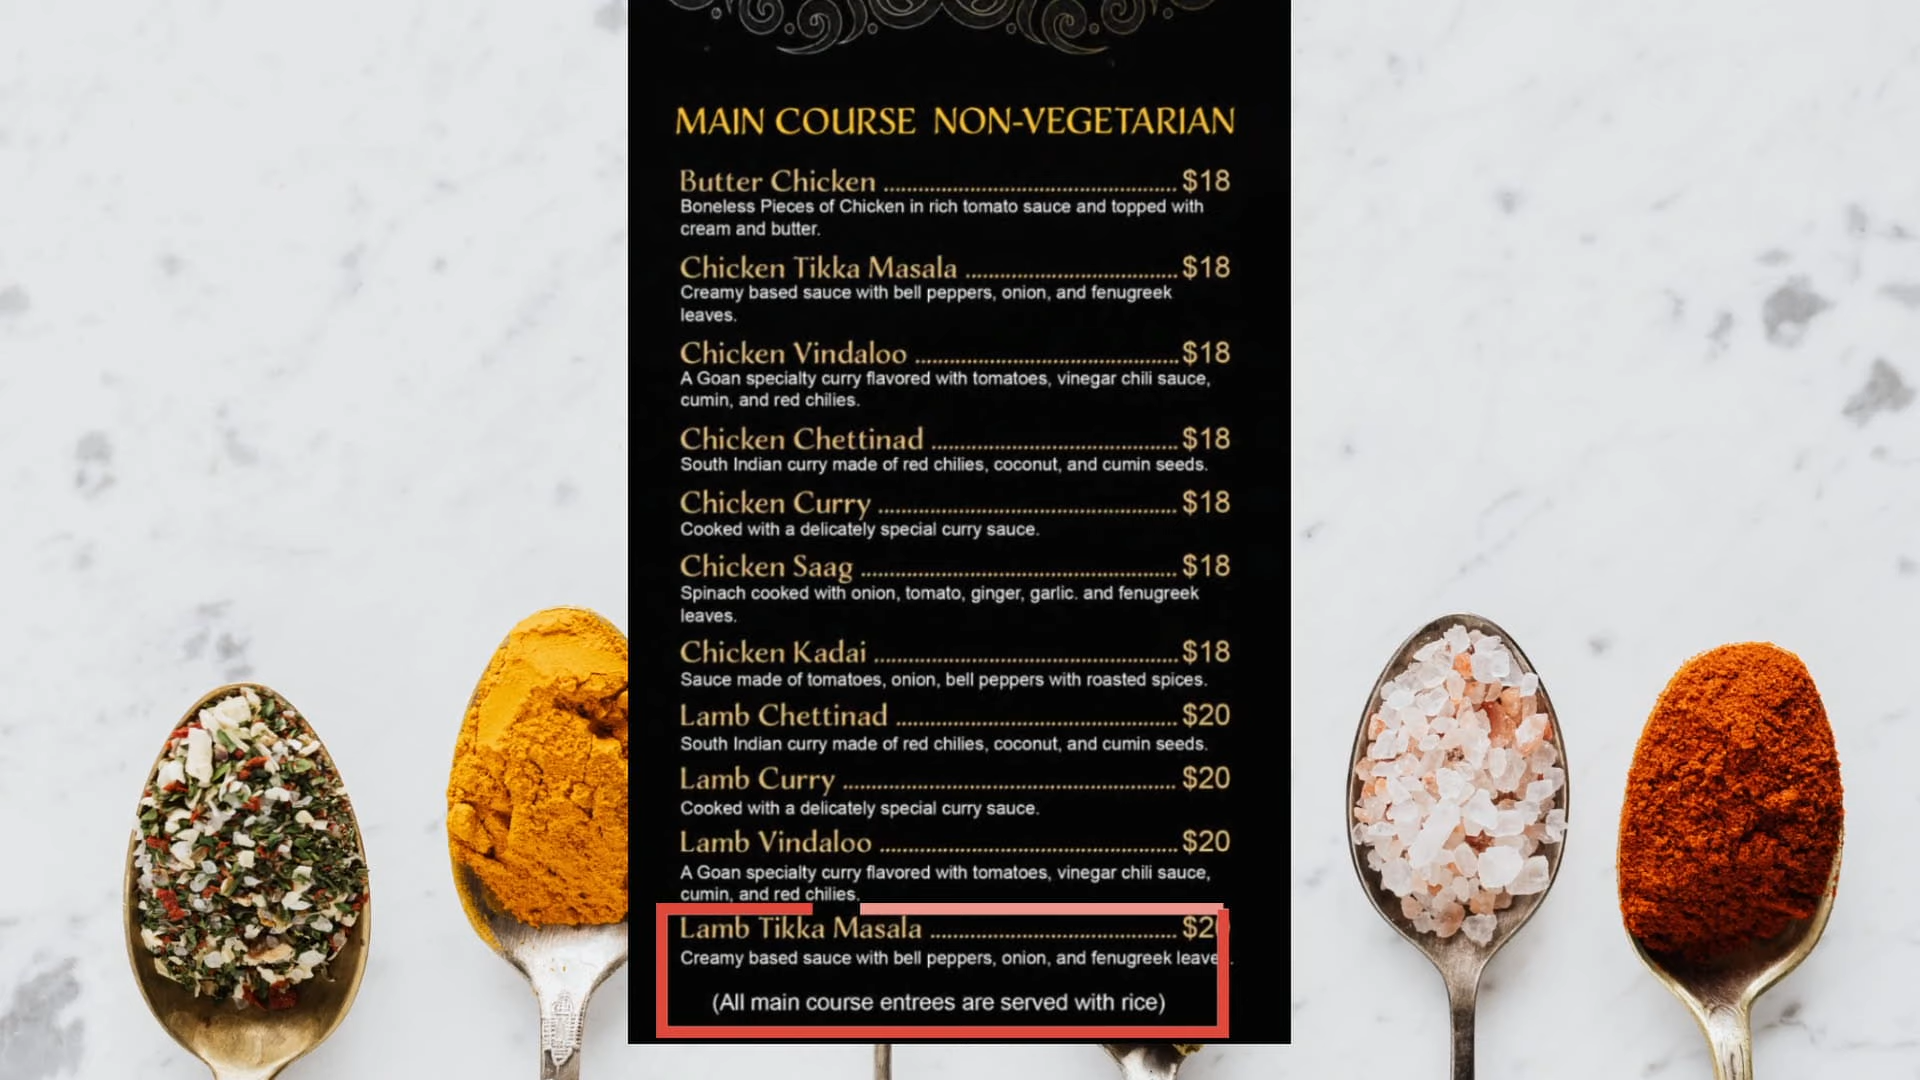 MAIN COURSE NON-VEGETARIAN
Butter Chicken ................................................ $18
Boneless Pieces of Chicken in rich tomato sauce and topped with
cream and butter.
Chicken Tikka Masala .................................... $18
Creamy based sauce with bell peppers, onion, and fenugreek
leaves.
Chicken Vindaloo ............................................. $18
A Goan specialty curry flavored with tomatoes, vinegar chili sauce,
cumin, and red chilies.
Chicken Chettinad .......................................... $18
South Indian curry made of red chilies, coconut, and cumin seeds.
Chicken Curry .................................................. $18
Cooked with a delicately special curry sauce.
Chicken Saag ..................................................... $18
Spinach cooked with onion, tomato, ginger, garlic. and fenugreek
leaves.
Chicken Kadai ................................................... $18
Sauce made of tomatoes, onion, bell peppers with roasted spices.
Lamb Chettinad ................................................ $20
South Indian curry made of red chilies, coconut, and cumin seeds.
Lamb Curry ......................................................... $20
Cooked with a delicately special curry sauce.
Lamb Vindaloo ................................................... $20
A Goan specialty curry flavored with tomatoes, vinegar chili sauce,
cumin, and red chilies.
Lamb Tikka Masala .......................................... $20
Creamy based sauce with bell peppers, onion, and fenugreek
(All main course entrees are served with rice)